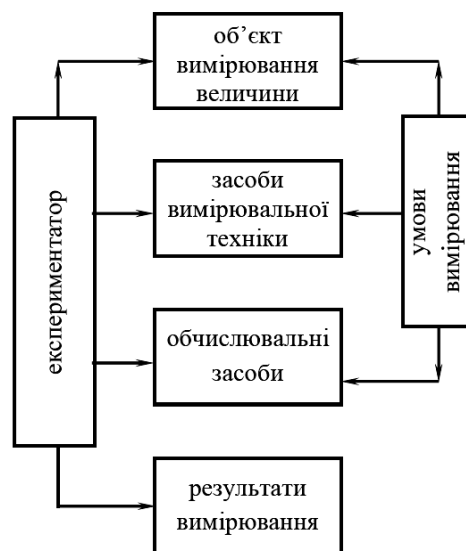 об’єкт
вимірювання
величини
експериментатор
засоби
вимірювальної
техніки
умови
вимірювання
обчислювальні
засоби
результати
вимірювання